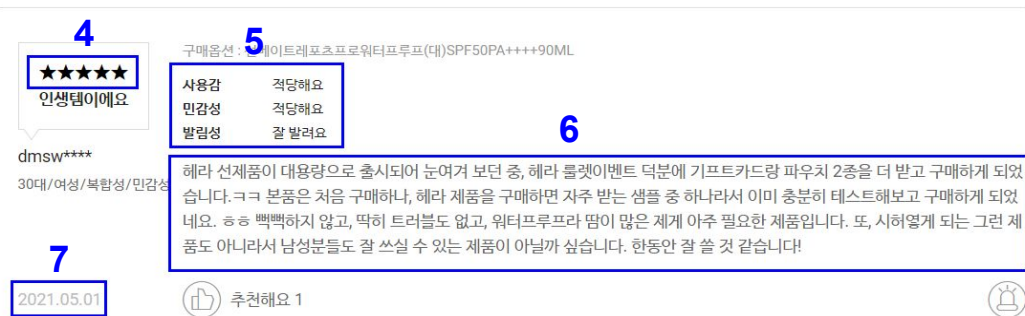 4
★★★★★
인생템이에요
dmsw****
30대/여성/복합성/민감성
7
2021.05.01
5
구매옵션 : 메이트레포츠프로워터프루프(대)SPF50PA++++90ML
사용감 적당해요
민감성 적당해요
발림성 잘 발려요
6
헤라 선제품이 대용량으로 출시되어 눈여겨 보던 중, 헤라 룰렛이벤트 덕분에 기프트카드랑 파우치 2종을 더 받고 구매하게 되었
습니다.ㅋㅋ 본품은 처음 구매하나, 헤라 제품을 구매하면 자주 받는 샘플 중 하나라서 이미 충분히 테스트해보고 구매하게 되었
네요. ㅎㅎ 뻑뻑하지 않고, 딱히 트러블도 없고, 워터프루프라 땀이 많은 제게 아주 필요한 제품입니다. 또, 시허옇게 되는 그런 제
품도 아니라서 남성분들도 잘 쓰실 수 있는 제품이 아닐까 싶습니다. 한동안 잘 쓸 것 같습니다!
추천해요 1